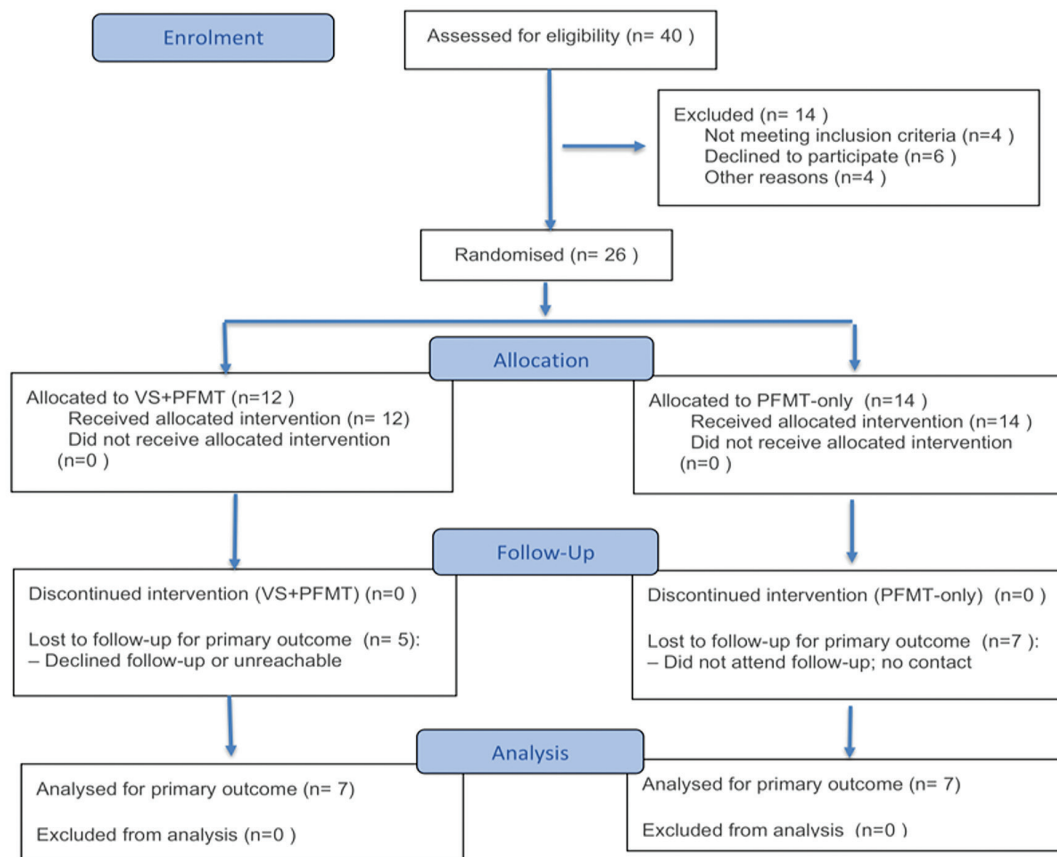 Enrolment
Assessed for eligibility (n= 40 )
Excluded (n= 14 )
Not meeting inclusion criteria (n=4 )
Declined to participate (n=6 )
Other reasons (n=4 )
Randomised (n= 26 )
Allocation
Allocated to VS+PFMT (n=12 )
Received allocated intervention (n= 12)
Did not receive allocated intervention
(n=0 )
Allocated to PFMT-only  (n=14 )
Received allocated intervention (n=14 )
Did not receive allocated intervention
(n=0 )
Follow-Up
Discontinued intervention (VS+PFMT) (n=0 )
Lost to follow-up for primary outcome  (n= 5):
– Declined follow-up or unreachable
Discontinued intervention (PFMT-only)  (n=0 )
Lost to follow-up for primary outcome  (n=7 ):
– Did not attend follow-up; no contact
Analysis
Analysed for primary outcome (n= 7)
Excluded from analysis (n=0 )
Analysed for primary outcome (n= 7)
Excluded from analysis  (n=0 )